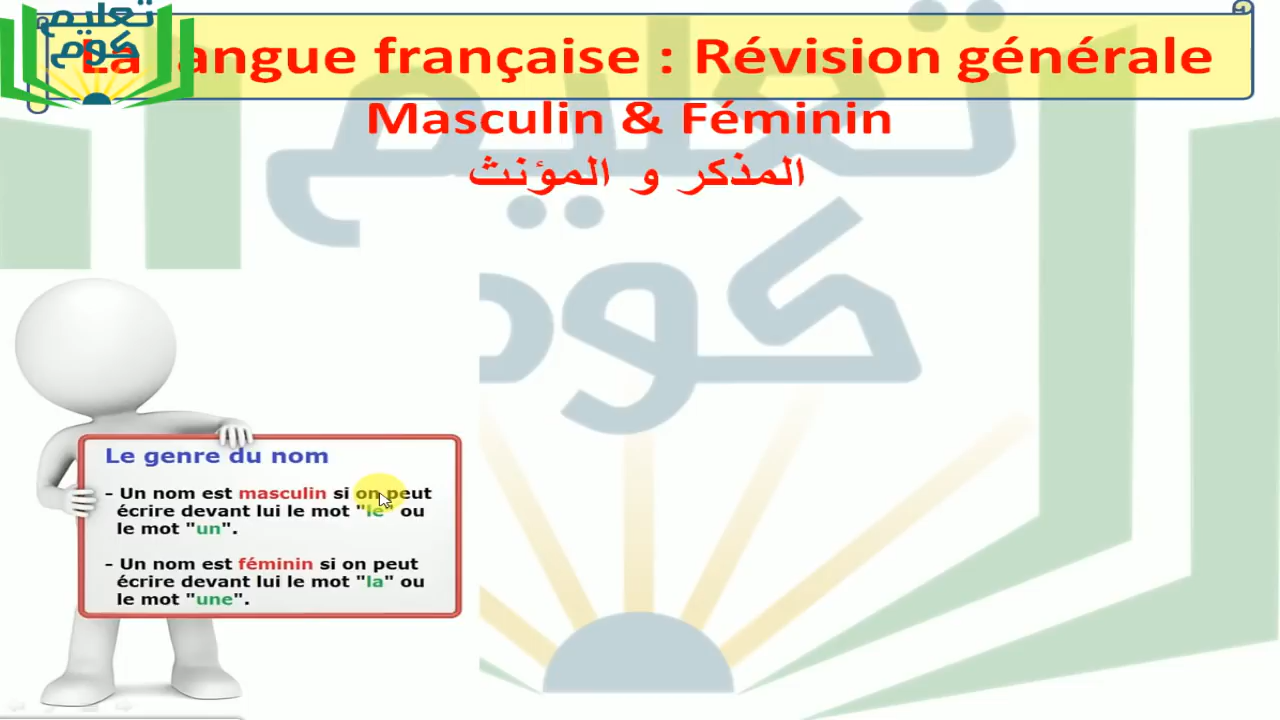 تعليم
كوم
La langue française : Révision générale
Masculin & Féminin
المذكر و المؤنث
تعليم
كوم
Le genre du nom
- Un nom est masculin si on peut
écrire devant lui le mot "le" ou
le mot "un".
- Un nom est féminin si on peut
écrire devant lui le mot "la" ou
le mot "une".